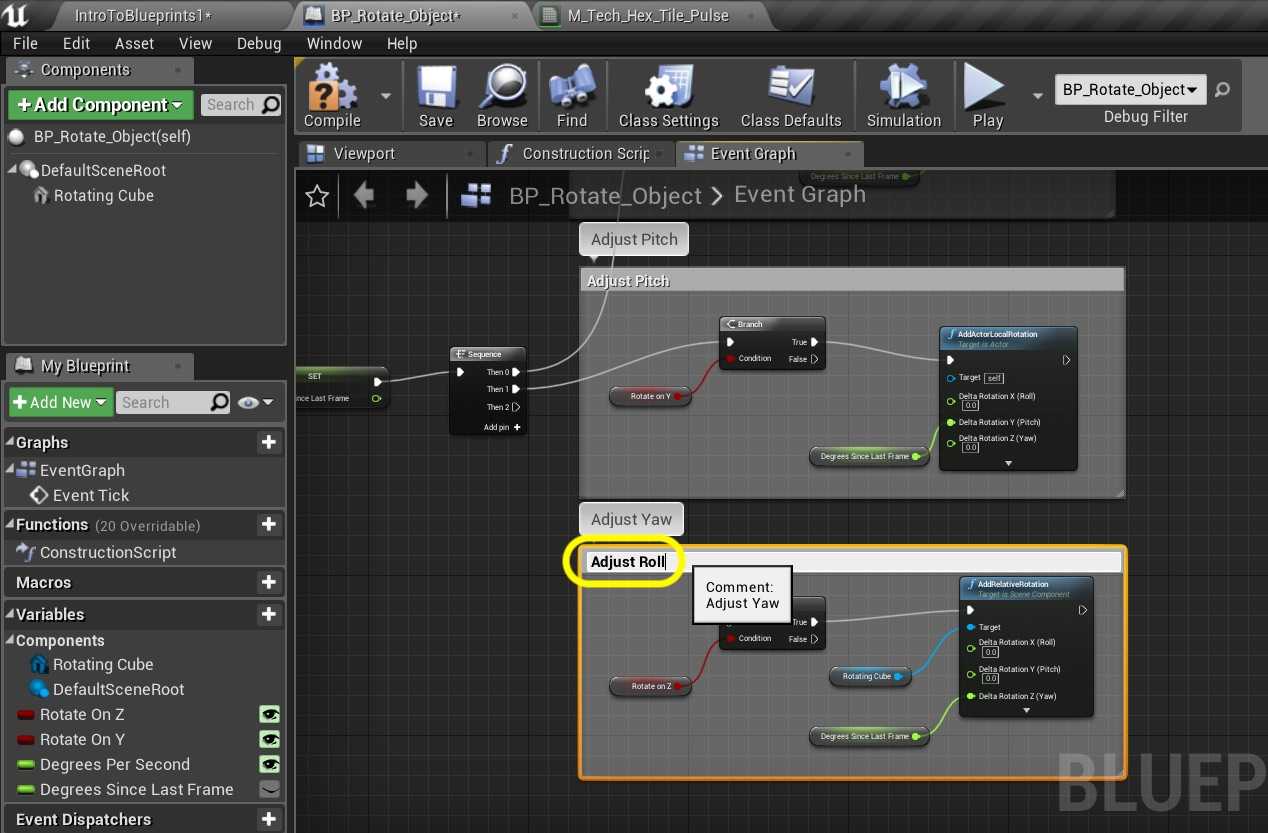 IntroToBlueprints1*
BP_Rotate_Object*
M_Tech_Hex_Tile_Pulse
File Edit Asset View Debug Window Help
Components
+Add Component
Search
BP_Rotate_Object(self)
DefaultSceneRoot
Rotating Cube
Compile
Save
Browse
Find
Class Settings
Class Defaults
Simulation
Play
BP_Rotate_Object
Debug Filter
Viewport
Construction Scrip
Event Graph
Degrees Since Last Frame
BP_Rotate_Object > Event Graph
My Blueprint
+Add New
Search
Graphs
EventGraph
Event Tick
Functions (20 Overridable)
ConstructionScript
Macros
Variables
Components
Rotating Cube
DefaultSceneRoot
Rotate On Z
Rotate On Y
Degrees Per Second
Degrees Since Last Frame
Event Dispatchers
Adjust Pitch
Adjust Pitch
SET
nce Last Frame
Sequence
Then 0
Then 1
Then 2
Add pin +
Branch
True
Condition
False
Rotate on Y
Degrees Since Last Frame
AddActorLocalRotation
Target is Actor
Target self
Delta Rotation X (Roll)
0.0
Delta Rotation Y (Pitch)
Delta Rotation Z (Yaw)
0.0
Adjust Yaw
Adjust Roll
Comment:
Adjust Yaw
True
Condition
False
Rotate on Z
Rotating Cube
Degrees Since Last Frame
AddRelativeRotation
Target is Scene Component
Target
Delta Rotation X (Roll)
0.0
Delta Rotation Y (Pitch)
0.0
Delta Rotation Z (Yaw)
BLUEP